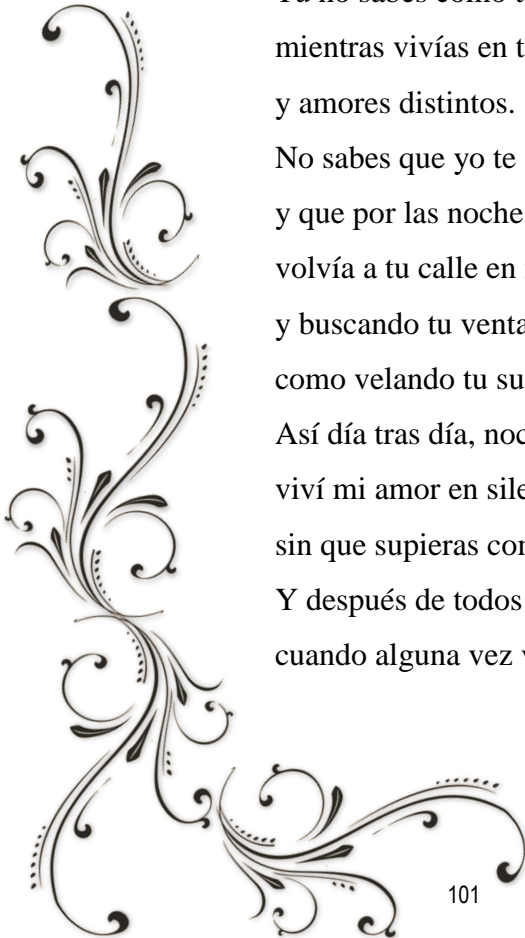 mientras vivías en
y amores distintos.
No sabes que yo te
y que por las noche
volvía a tu calle en
y buscando tu venta
como velando tu su
Así día tras día, noc
viví mi amor en sile
sin que supieras
Y después de todos
cuando alguna vez
101